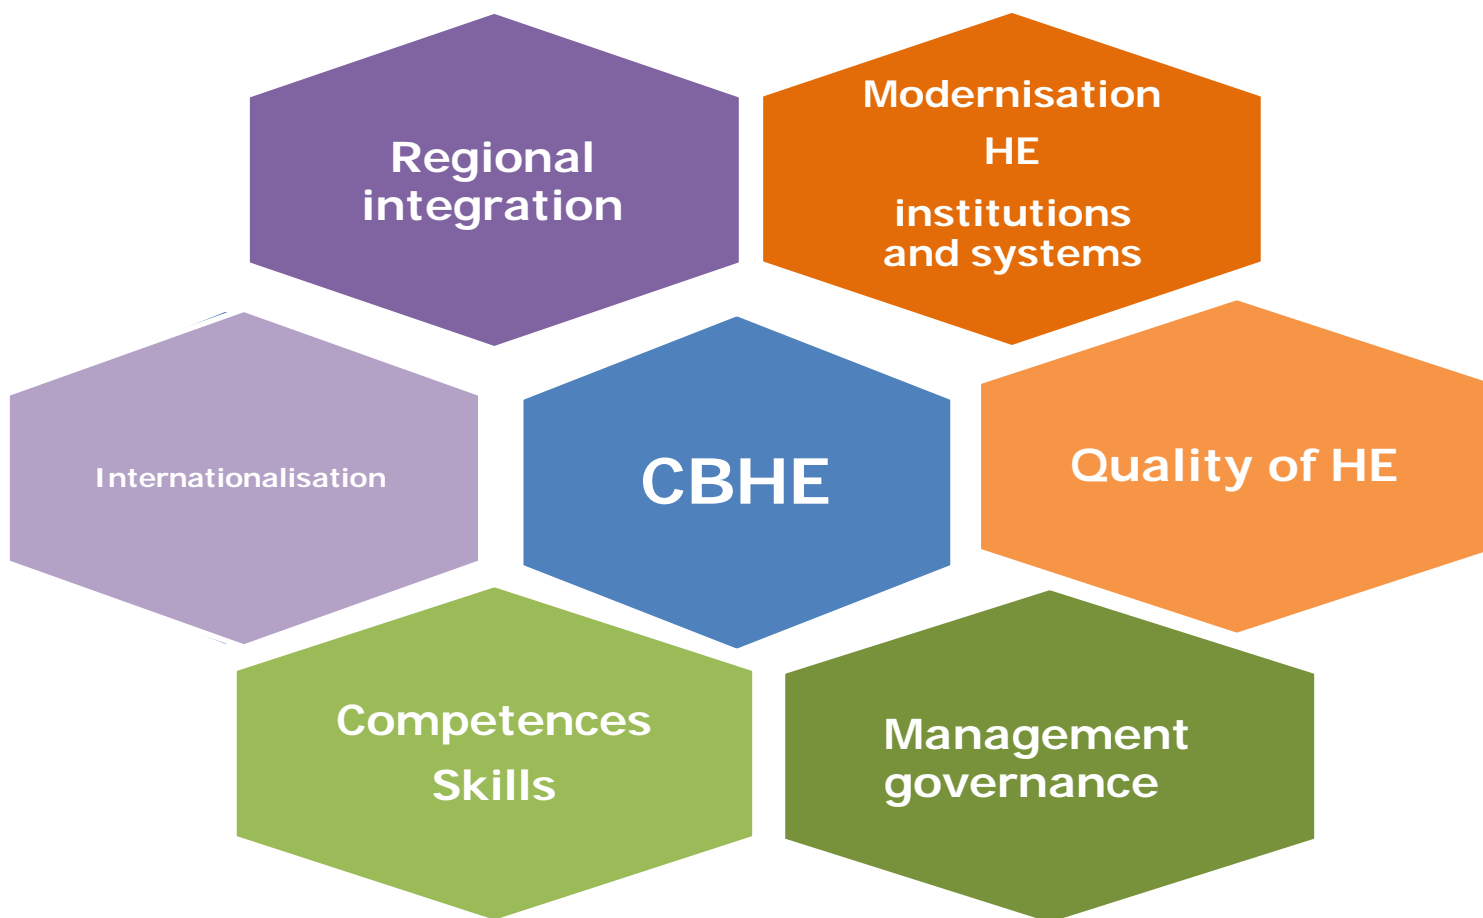 Regional
integration
Modernisation
HE
institutions
and systems
Internationalisation
CBHE
Quality of HE
Competences
Skills
Management
governance